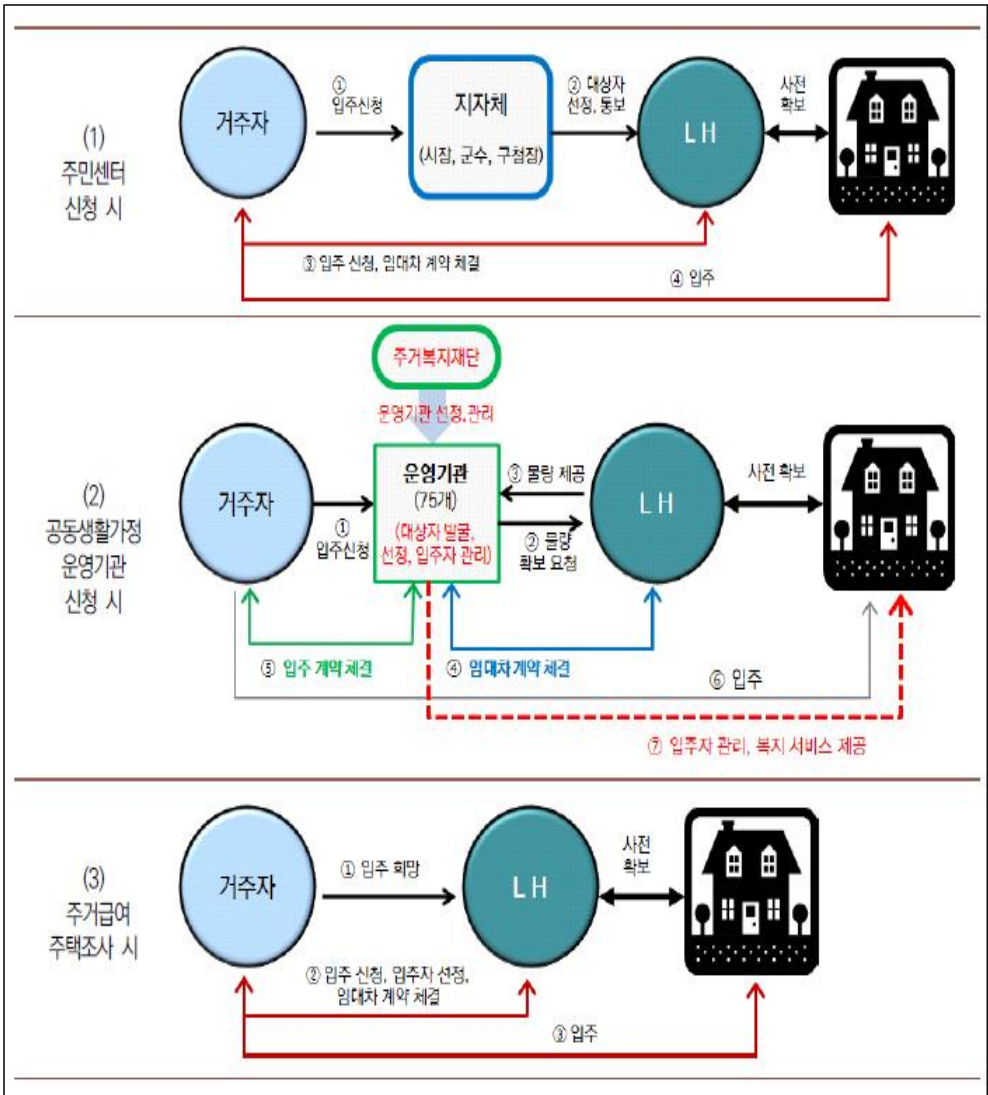 (1)
주민센터
신청 시
거주자
①
입주신청
지자체
(시장, 군수, 구청장)
② 대상자
선정, 통보
L H
사전
확보
③ 입주 신청, 임대차 계약 체결
④ 입주
(2)
공동생활가정
운영기관
신청 시
주거복지재단
운영기관 선정,관리
거주자
①
입주신청
운영기관
(75개)
(대상자 발굴,
선정, 입주자 관리)
③ 물량 제공
② 물량
확보 요청
L H
사전 확보
⑤ 입주 계약 체결
④ 임대차 계약 체결
⑥ 입주
⑦ 입주자 관리, 복지 서비스 제공
(3)
주거급여
주택조사 시
거주자
① 입주 희망
L H
사전
확보
② 입주 신청, 입주자 선정,
임대차 계약 체결
③ 입주